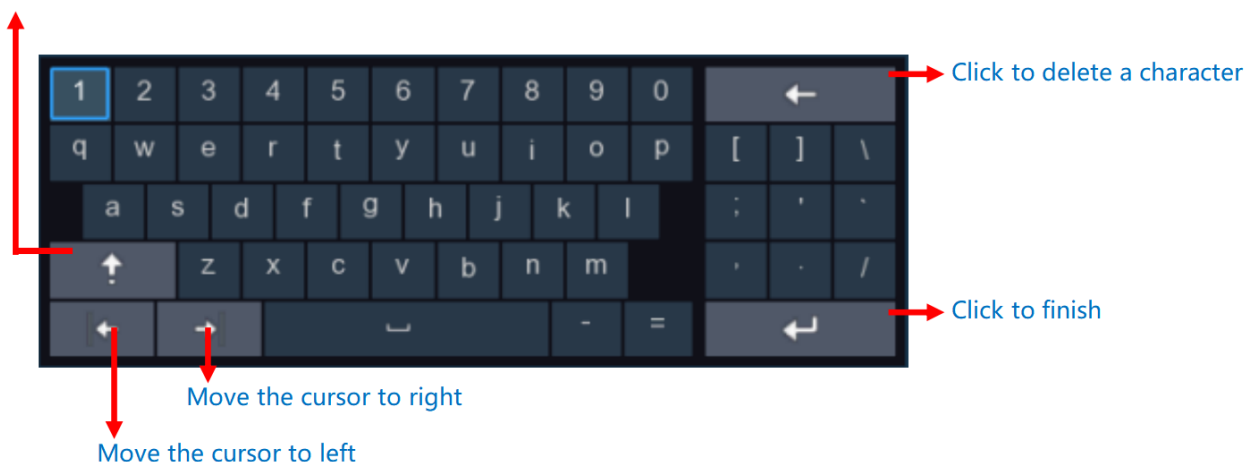 1 2 3 4 5 6 7 8 9 0
Click to delete a character
q w e r t y u i o p [ ] \
a s d f g h j k l ; ' `
z x c v b n m , . /
- =
Click to finish
Move the cursor to right
Move the cursor to left